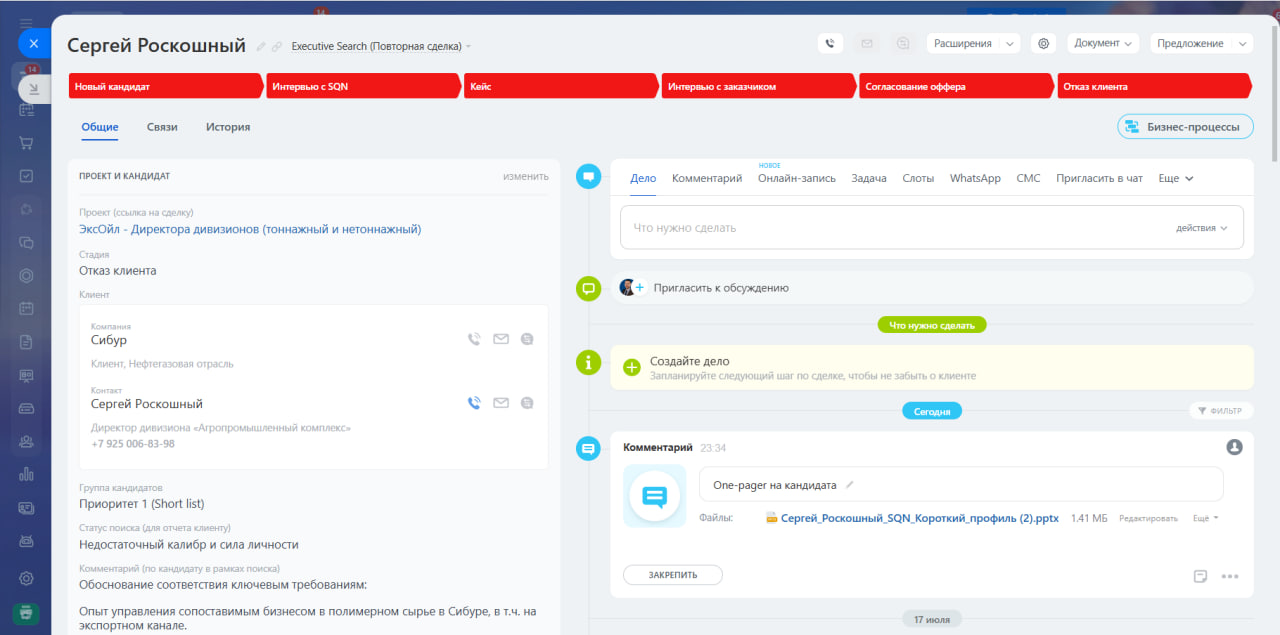 14
14
Сергей Роскошный
Executive Search (Повторная сделка)
Расширения
Документ
Предложение
Новый кандидат
Интервью с SQN
Кейс
Интервью с заказчиком
Согласование оффера
Отказ клиента
Общие
Связи
История
Бизнес-процессы
ПРОЕКТ И КАНДИДАТ
изменить
Проект (ссылка на сделку)
ЭксОйл - Директора дивизионов (тоннажный и нетоннажный)
Стадия
Отказ клиента
Клиент
Компания
Сибур
Клиент, Нефтегазовая отрасль
Контакт
Сергей Роскошный
Директор дивизиона «Агропромышленный комплекс»
+7 925 006-83-98
Группа кандидатов
Приоритет 1 (Short list)
Статус поиска (для отчета клиенту)
Недостаточный калибр и сила личности
Комментарий (по кандидату в рамках поиска)
Обоснование соответствия ключевым требованиям:
Опыт управления сопоставимым бизнесом в полимерном сырье в Сибуре, в т.ч. на
экспортном канале.
НОВОЕ
Дело
Комментарий
Онлайн-запись
Задача
Слоты
WhatsApp
СМС
Пригласить в чат
Еще
Что нужно сделать
действия
Пригласить к обсуждению
Что нужно сделать
Создайте дело
Запланируйте следующий шаг по сделке, чтобы не забыть о клиенте
Сегодня
ФИЛЬТР
Комментарий 23:34
One-pager на кандидата
Файлы:
Сергей_Роскошный_SQN_Короткий_профиль (2).pptx
1.41 МБ
Редактировать
Ещё
ЗАКРЕПИТЬ
17 июля